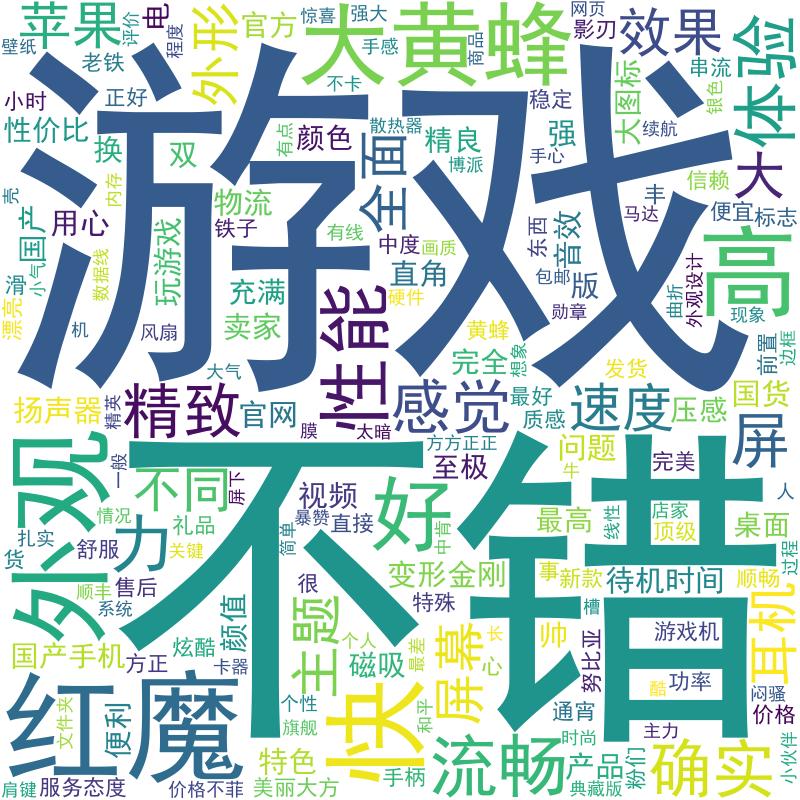 壁纸
苹果
评价
电
程度
老铁
外形
官方
惊喜
强大
手感
不卡
大黄蜂
商品
网页
影刃
效果
串流
体验
小时
正好
性价比
换
双
颜色
散热器
有点
精良
博派
稳定
强
大图标
续航
银色
信赖
大
手心
游戏
壳
国产
用心
内存
物流
铁子
有线
全面
中度
画质
直角
东西
音效
版
丰
马达
便宜
标志
高
滑
小气
漂亮
数据线
玩游戏
充满
卖家
性能
硬件
黄蜂
包邮
勋章
曲折
外观设计
现象
机
风扇
大气
完全
想象
发货
前置
边框
扬声器
精英
精致
官网
膜
太暗
感觉
最好
质感
速度
压感
国货
屏
外观
一般
不同
屏下
视频
暴赞
直接
方方正正
中肯
至极
好
问题
牛
完美
人
不错
扎实
情况
礼品
力
货
舒服
关键
简单
最高
线性
店家
顶级
桌面
过程
顺丰
售后
系统
颜值
很
变形金刚
特殊
事
新款
待机时间
顺畅
国产手机
方正
炫酷
卡器
主题
个人
磁吸
最差
心
屏幕
长
帅
努比亚
槽
游戏机
耳机
功率
酷
闷骚
红魔
文件夹
便利
个性
旗舰
和平
快
通宵
主力
价格
肩键
服务态度
价格不菲
特色
美丽大方
手柄
流畅
时尚
产品
典藏版
粉们
确实
小伙伴